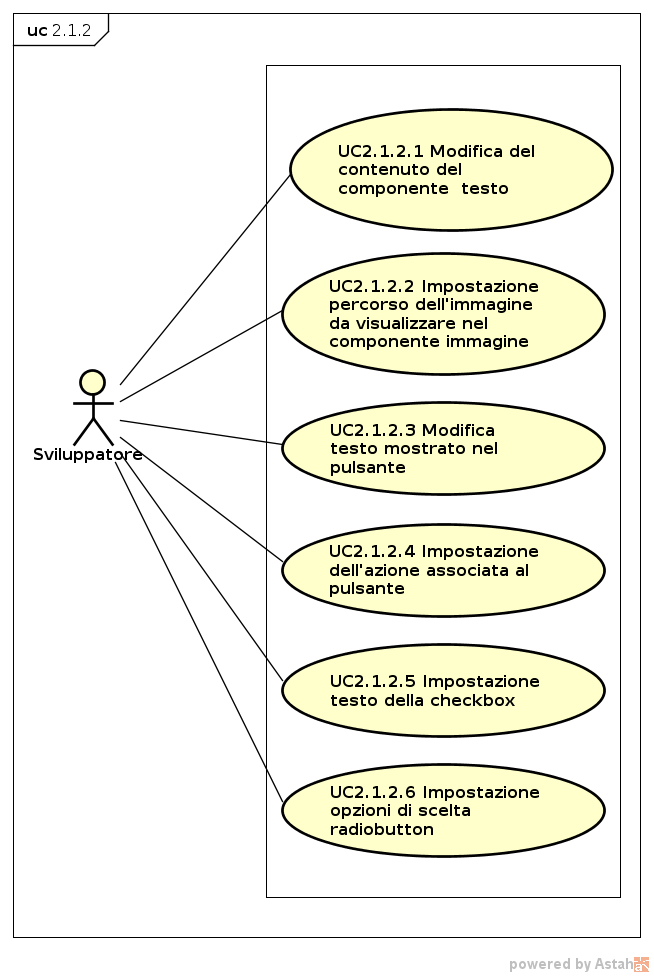 uc 2.1.2
UC2.1.2.1 Modifica del
contenuto del
componente  testo
UC2.1.2.2 Impostazione
percorso dell'immagine
da visualizzare nel
componente immagine
UC2.1.2.3 Modifica
testo mostrato nel
pulsante
Sviluppatore
UC2.1.2.4 Impostazione
dell'azione associata al
pulsante
UC2.1.2.5 Impostazione
testo della checkbox
UC2.1.2.6 Impostazione
opzioni di scelta
radiobutton
powered by Astah